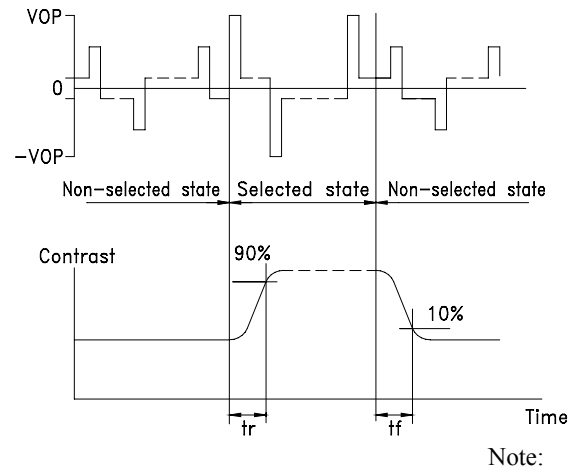 VOP
0
-VOP
Non-selected state
Selected state
Non-selected state
Contrast
90%
10%
Time
tr
tf
Note: